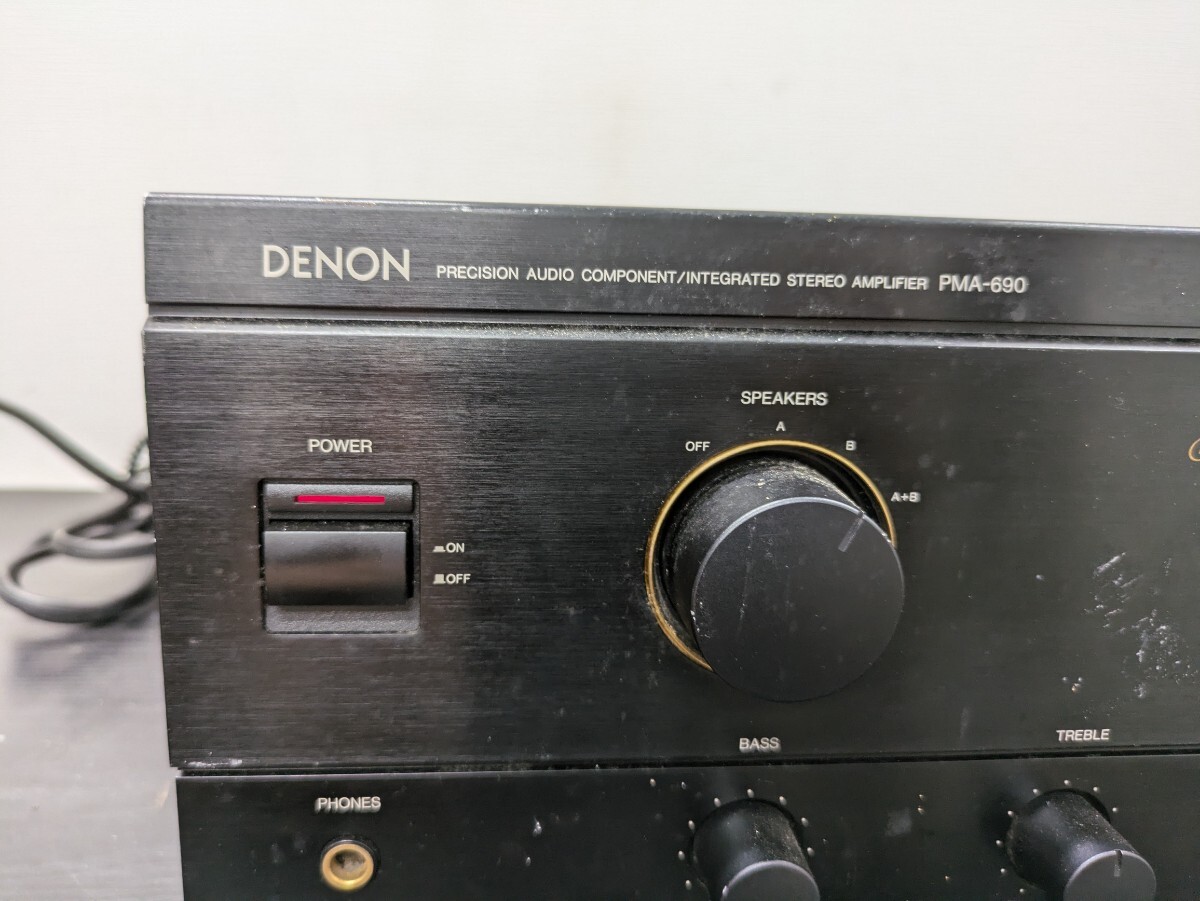 DENON PRECISION AUDIO COMPONENT/INTEGRATED STEREO AMPLIFIER PMA-690
SPEAKERS
OFF A B A+B
POWER
ON
OFF
BASS
TREBLE
PHONES